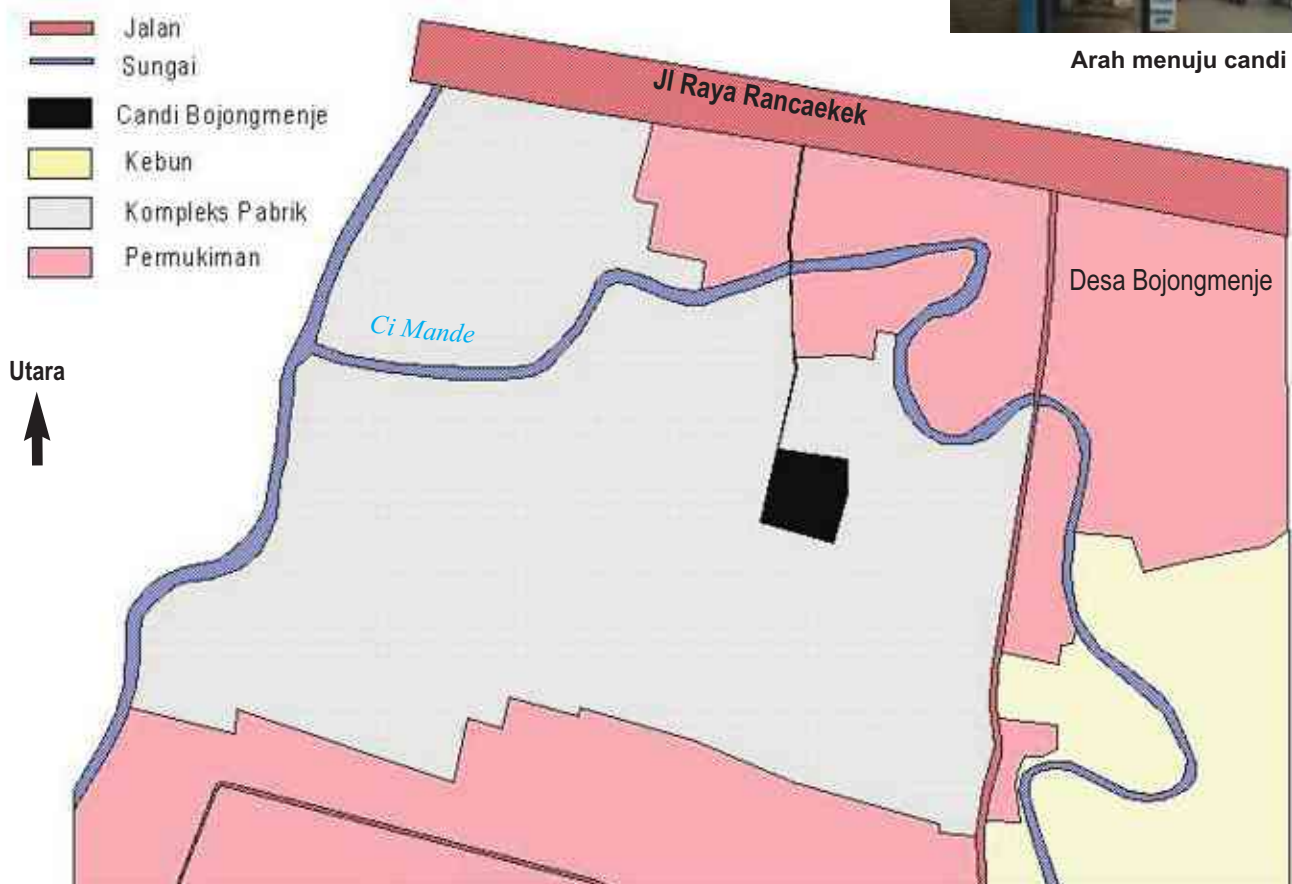 Jalan
Sungai
Candi Bojongmenje
Kebun
Kompleks Pabrik
Permukiman
Arah menuju candi
Jl Raya Rancaekek
Desa Bojongmenje
Ci Mande
Utara